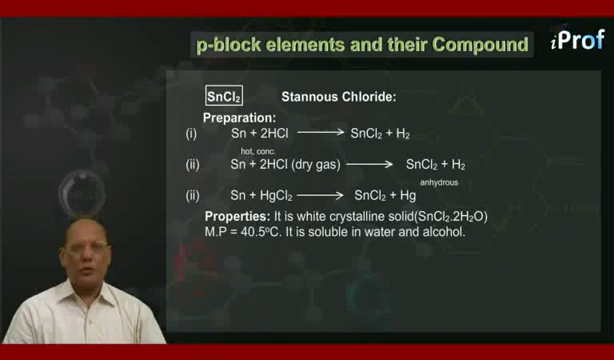 p-block elements and their Compound
iProf
SnCl₂ Stannous Chloride:
Preparation:
(i) Sn + 2HCl ⟶ SnCl₂ + H₂
hot, conc.
(ii) Sn + 2HCl (dry gas) ⟶ SnCl₂ + H₂
anhydrous
(ii) Sn + HgCl₂ ⟶ SnCl₂ + Hg
Properties: It is white crystalline solid(SnCl₂.2H₂O)
M.P = 40.5°C. It is soluble in water and alcohol.